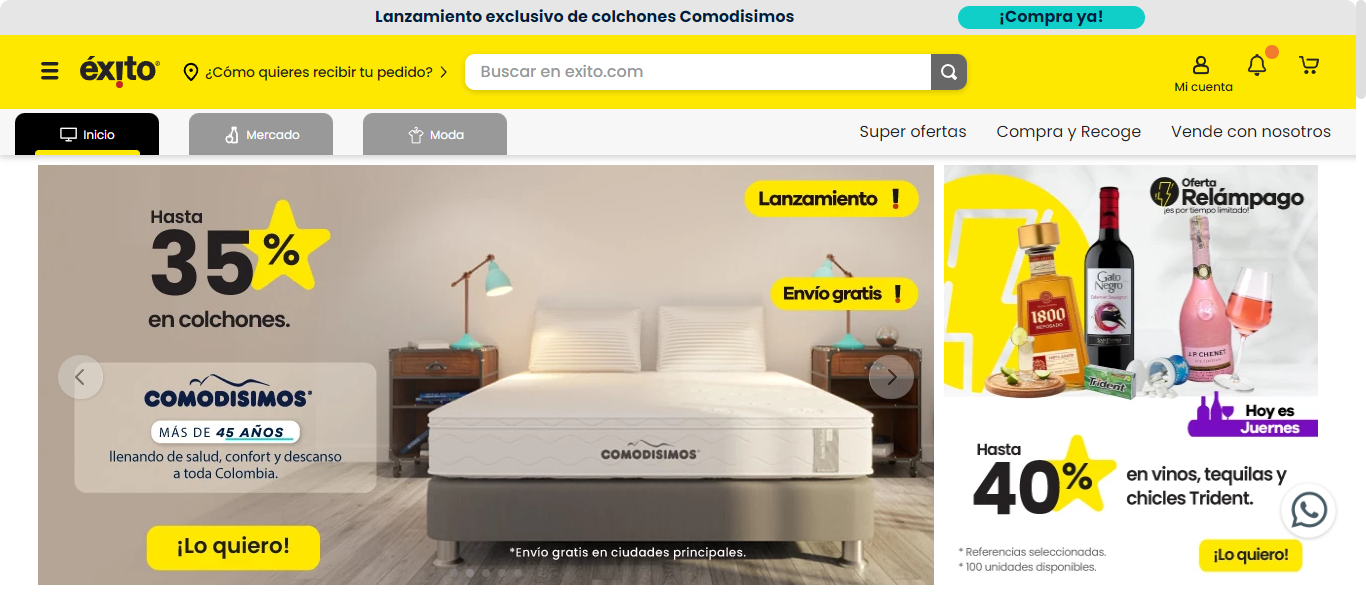 Lanzamiento exclusivo de colchones Comodisimos
¡Compra ya!
éxito
¿Cómo quieres recibir tu pedido?
Buscar en exito.com
Mi cuenta
Inicio
Mercado
Moda
Super ofertas
Compra y Recoge
Vende con nosotros
Hasta
35%
en colchones.
Lanzamiento !
Envío gratis !
COMODISIMOS®
MÁS DE 45 AÑOS
llenando de salud, confort y descanso
a toda Colombia.
¡Lo quiero!
COMODISIMOS
*Envío gratis en ciudades principales.
Oferta
Relámpago
¡es por tiempo limitado!
1800
REPOSADO
Gato
Negro
Cabernet Sauvignon
J.P. CHENET
Trident
Hoy es
Juernes
Hasta
40%
en vinos, tequilas y
chicles Trident.
* Referencias seleccionadas.
* 100 unidades disponibles.
¡Lo quiero!